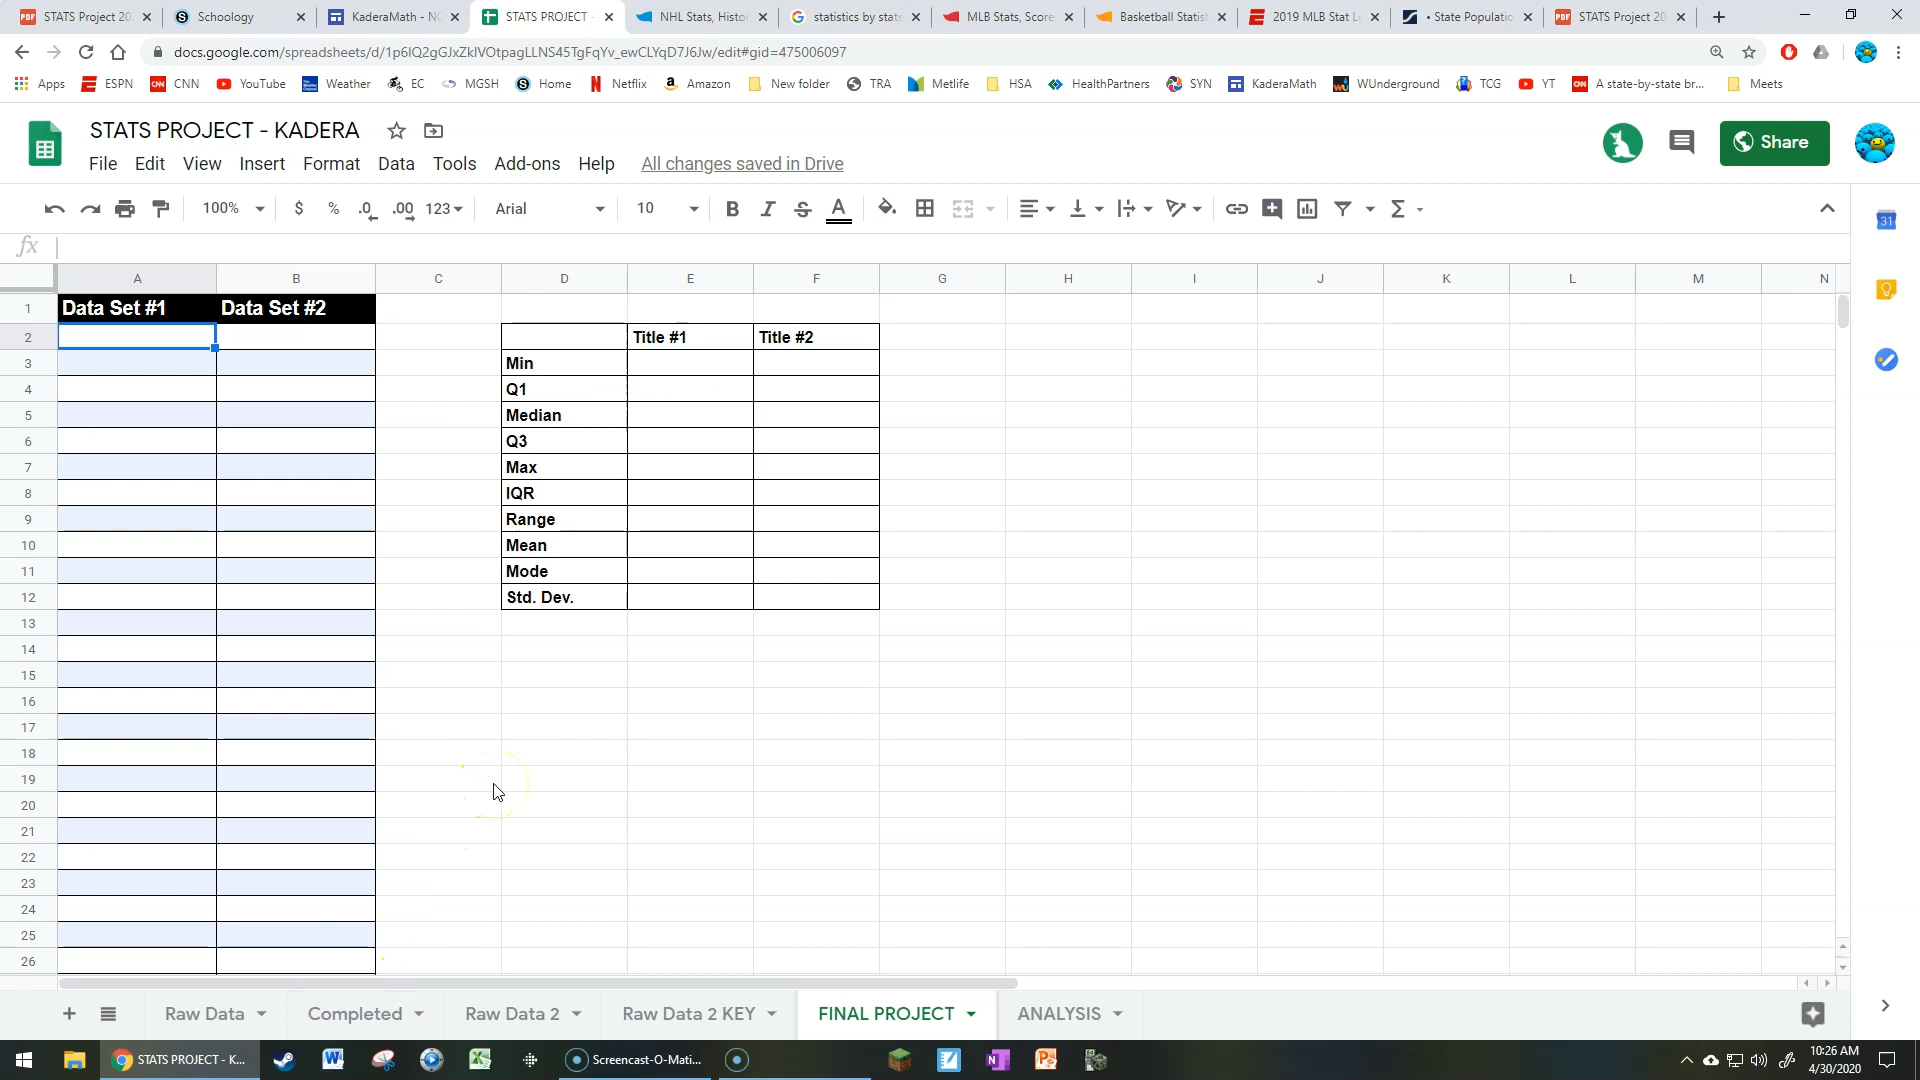 STATS Project 20
Schoology
KaderaMath - NC
STATS PROJECT -
NHL Stats, Histor
statistics by state
MLB Stats, Score
Basketball Statist
2019 MLB Stat Le
• State Populatio
STATS Project 20
docs.google.com/spreadsheets/d/1p6IQ2gGJxZkIVOtpagLLNS45TgFqYv_ewCLYqD7J6Jw/edit#gid=475006097
Apps ESPN CNN YouTube Weather EC MGSH Home Netflix Amazon New folder TRA Metlife HSA HealthPartners SYN KaderaMath WUnderground TCG YT A state-by-state br... Meets
STATS PROJECT - KADERA
Share
File Edit View Insert Format Data Tools Add-ons Help All changes saved in Drive
100% $ % .0 .00 123 Arial 10 B I S A
31
fx
A B C D E F G H I J K L M N
1 Data Set #1 Data Set #2
2 Title #1 Title #2
3 Min
4 Q1
5 Median
6 Q3
7 Max
8 IQR
9 Range
10 Mean
11 Mode
12 Std. Dev.
13
14
15
16
17
18
19
20
21
22
23
24
25
26
Raw Data Completed Raw Data 2 Raw Data 2 KEY FINAL PROJECT ANALYSIS
STATS PROJECT - K...
Screencast-O-Mati...
10:26 AM
4/30/2020